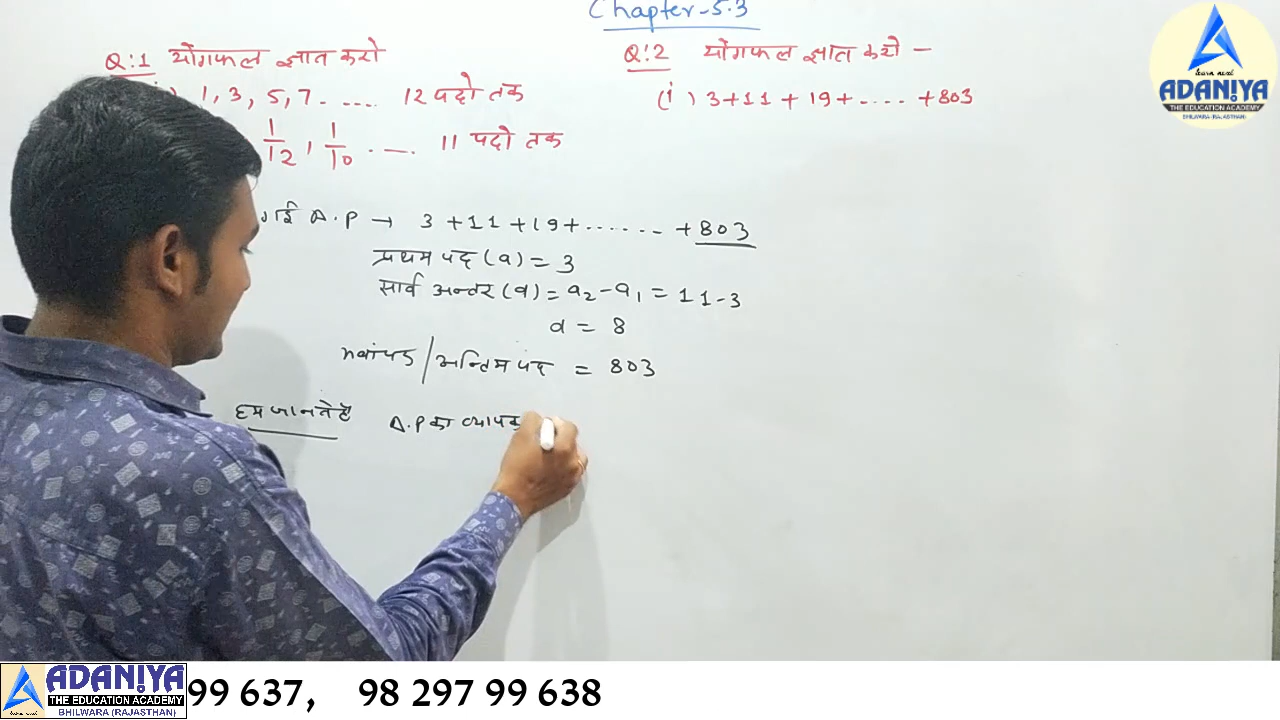 Chapter-5.3
Q:1 योगफल ज्ञात करो
1, 3, 5, 7 - .... 12 पदो तक
1/12, 1/10 .... 11 पदो तक
Q:2 योगफल ज्ञात करो -
(i) 3+11+19+.... +803
गई A.P → 3+11+19+...... +803
प्रथम पद (a) = 3
सार्व अन्तर (d) = a₂-a₁ = 11-3
d = 8
nवां पद / अन्तिम पद = 803
हम जानते है A.P का व्यापक
learn next
ADANIYA
THE EDUCATION ACADEMY
BHILWARA (RAJASTHAN)
ADANIYA
THE EDUCATION ACADEMY
BHILWARA (RAJASTHAN)
99 637, 98 297 99 638